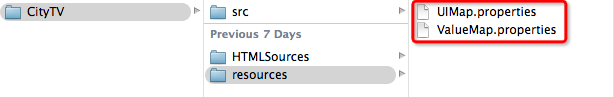 CityTV
src
Previous 7 Days
HTMLSources
resources
UIMap.properties
ValueMap.properties